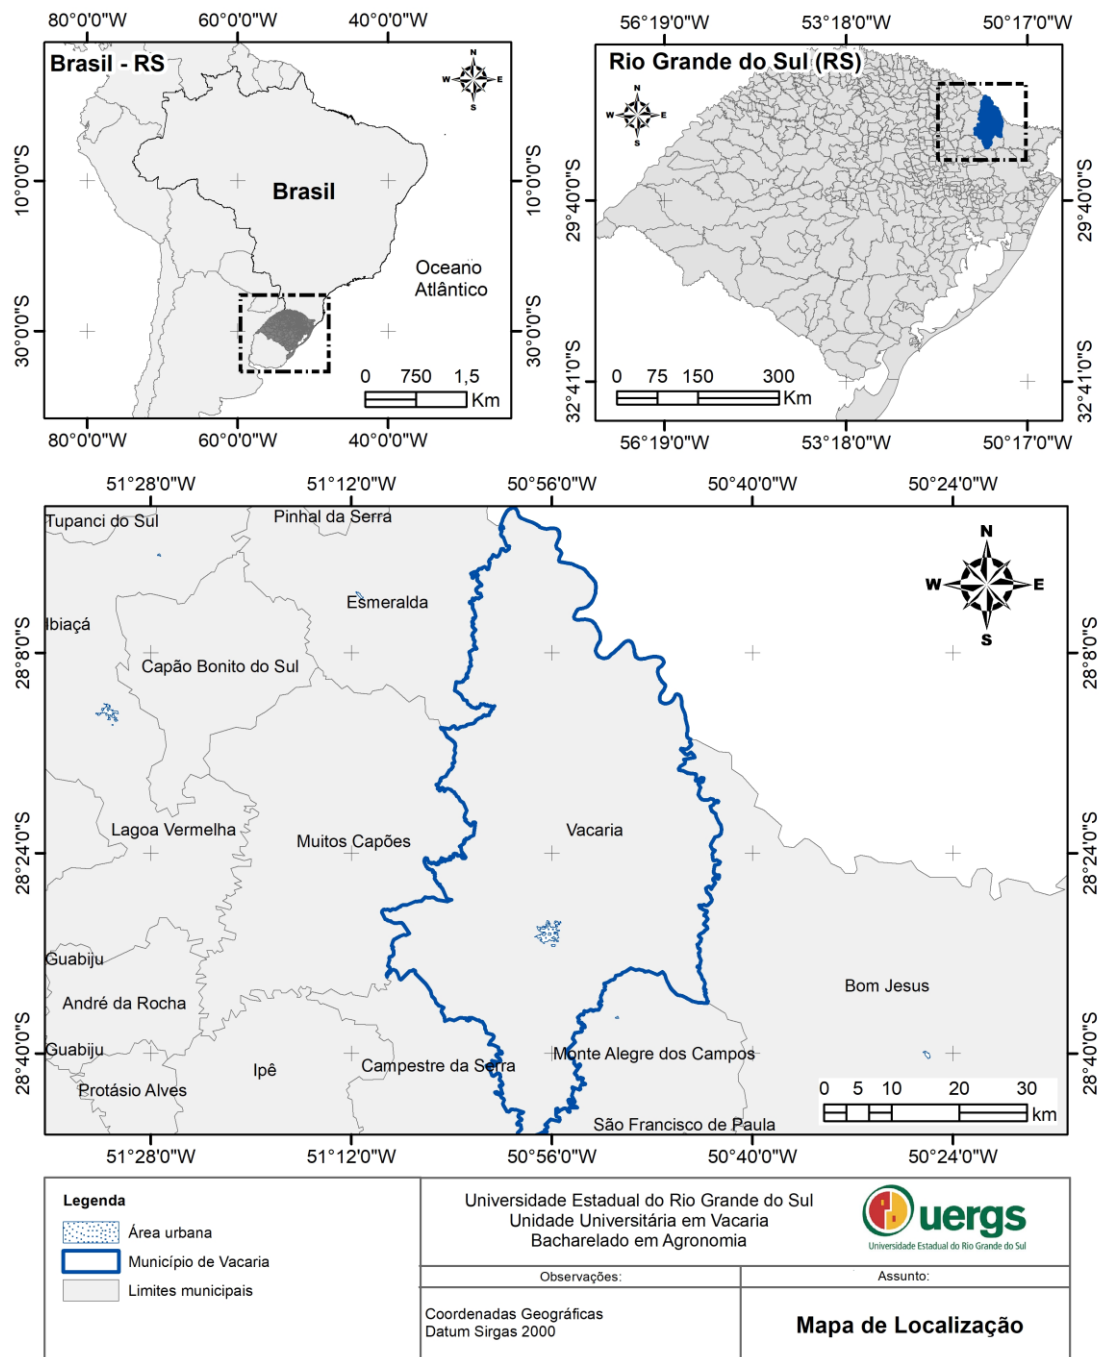 80°0'0"W 60°0'0"W 40°0'0"W
Brasil - RS
N
W E
S
10°0'0"S
10°0'0"S
Brasil
Oceano
Atlântico
30°0'0"S
30°0'0"S
0 750 1,5
Km
80°0'0"W 60°0'0"W 40°0'0"W
56°19'0"W 53°18'0"W 50°17'0"W
Rio Grande do Sul (RS)
N
W E
S
29°40'0"S
29°40'0"S
32°41'0"S
32°41'0"S
0 75 150 300
Km
56°19'0"W 53°18'0"W 50°17'0"W
51°28'0"W 51°12'0"W 50°56'0"W 50°40'0"W 50°24'0"W
Tupanci do Sul
Pinhal da Serra
N
W E
S
Esmeralda
Ibiaçá
28°8'0"S
28°8'0"S
Capão Bonito do Sul
Lagoa Vermelha
Muitos Capões
Vacaria
28°24'0"S
28°24'0"S
Guabiju
André da Rocha
Bom Jesus
Guabiju
28°40'0"S
28°40'0"S
Monte Alegre dos Campos
Ipê
Campestre da Serra
Protásio Alves
0 5 10 20 30
km
São Francisco de Paula
51°28'0"W 51°12'0"W 50°56'0"W 50°40'0"W 50°24'0"W
Legenda
Área urbana
Município de Vacaria
Limites municipais
Universidade Estadual do Rio Grande do Sul
Unidade Universitária em Vacaria
Bacharelado em Agronomia
uergs
Universidade Estadual do Rio Grande do Sul
Observações:
Assunto:
Coordenadas Geográficas
Datum Sirgas 2000
Mapa de Localização